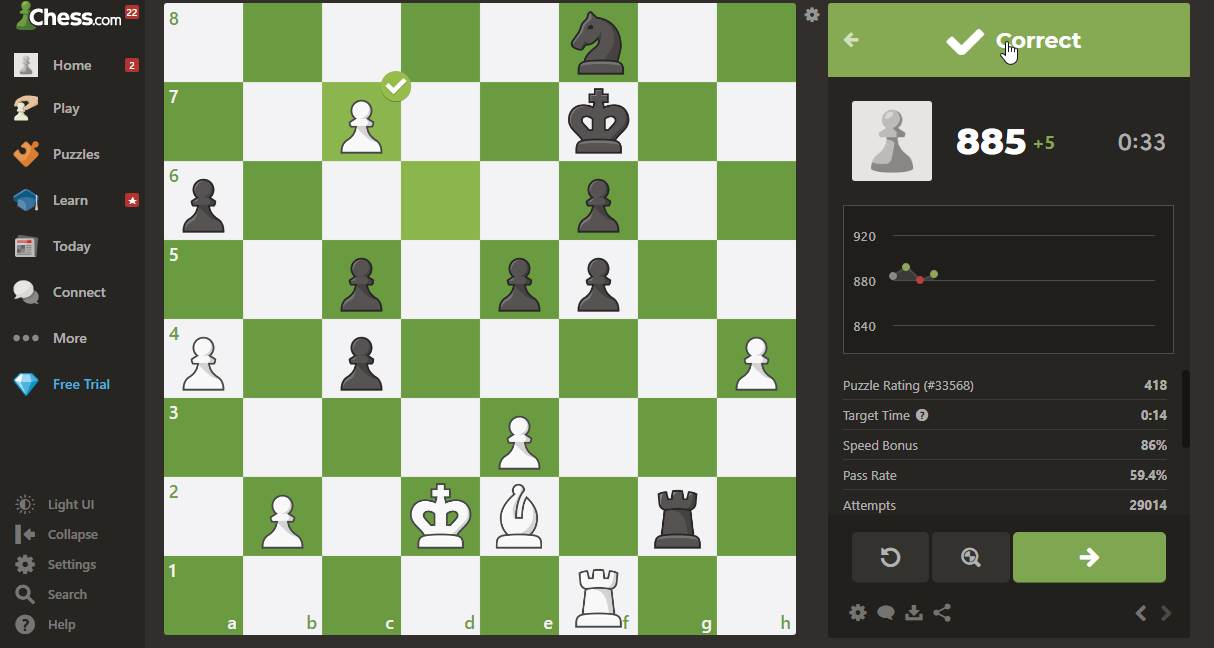 Chess.com 22
Home 2
Play
Puzzles
Learn
Today
Connect
More
Free Trial
Light UI
Collapse
Settings
Search
Help
8
7
6
5
4
3
2
1
a b c d e f g h
Correct
885 +5 0:33
920
880
840
Puzzle Rating (#33568) 418
Target Time ? 0:14
Speed Bonus 86%
Pass Rate 59.4%
Attempts 29014